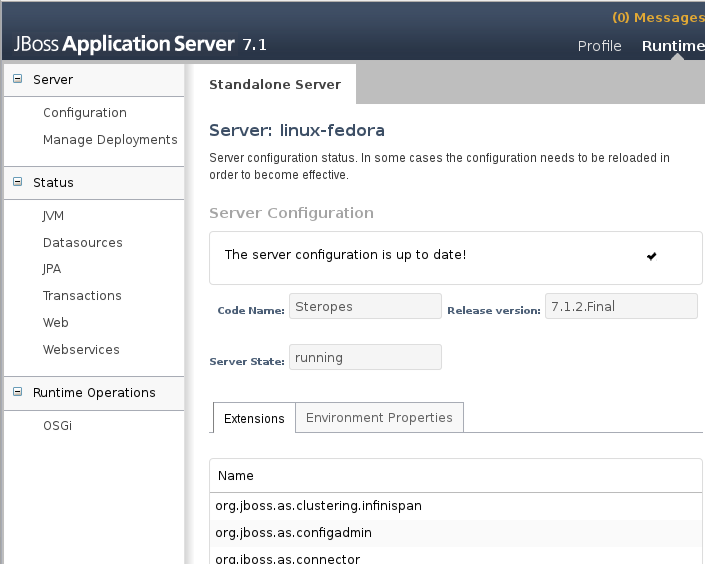 (0) Messages
JBoss Application Server 7.1
Profile Runtime
Server
Configuration
Manage Deployments
Status
JVM
Datasources
JPA
Transactions
Web
Webservices
Runtime Operations
OSGi
Standalone Server
Server: linux-fedora
Server configuration status. In some cases the configuration needs to be reloaded in
order to become effective.
Server Configuration
The server configuration is up to date!
Code Name: Steropes Release version: 7.1.2.Final
Server State: running
Extensions Environment Properties
Name
org.jboss.as.clustering.infinispan
org.jboss.as.configadmin
org.jboss.as.connector